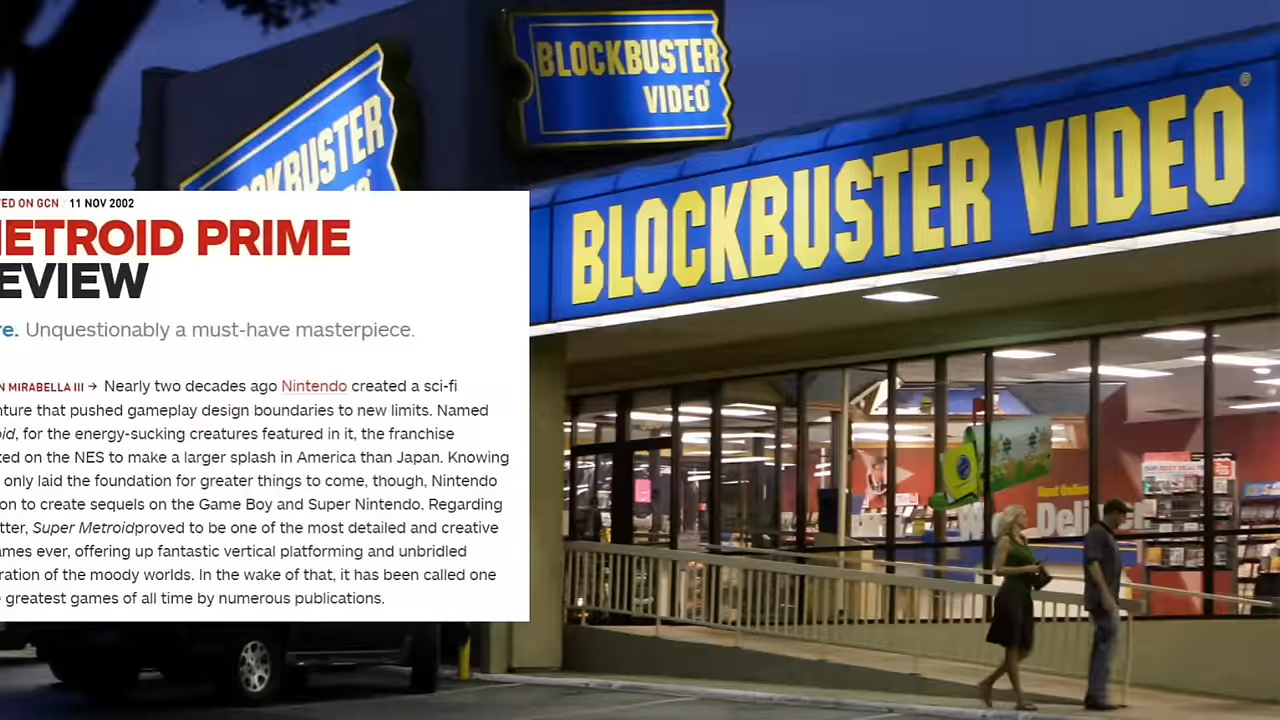 BLOCKBUSTER
VIDEO
BLOCKBUSTER VIDEO®
ED ON GCN 11 NOV 2002
ETROID PRIME
EVIEW
re. Unquestionably a must-have masterpiece.
N MIRABELLA III → Nearly two decades ago Nintendo created a sci-fi
nture that pushed gameplay design boundaries to new limits. Named
oid, for the energy-sucking creatures featured in it, the franchise
ted on the NES to make a larger splash in America than Japan. Knowing
only laid the foundation for greater things to come, though, Nintendo
on to create sequels on the Game Boy and Super Nintendo. Regarding
tter, Super Metroidproved to be one of the most detailed and creative
ames ever, offering up fantastic vertical platforming and unbridled
ration of the moody worlds. In the wake of that, it has been called one
greatest games of all time by numerous publications.